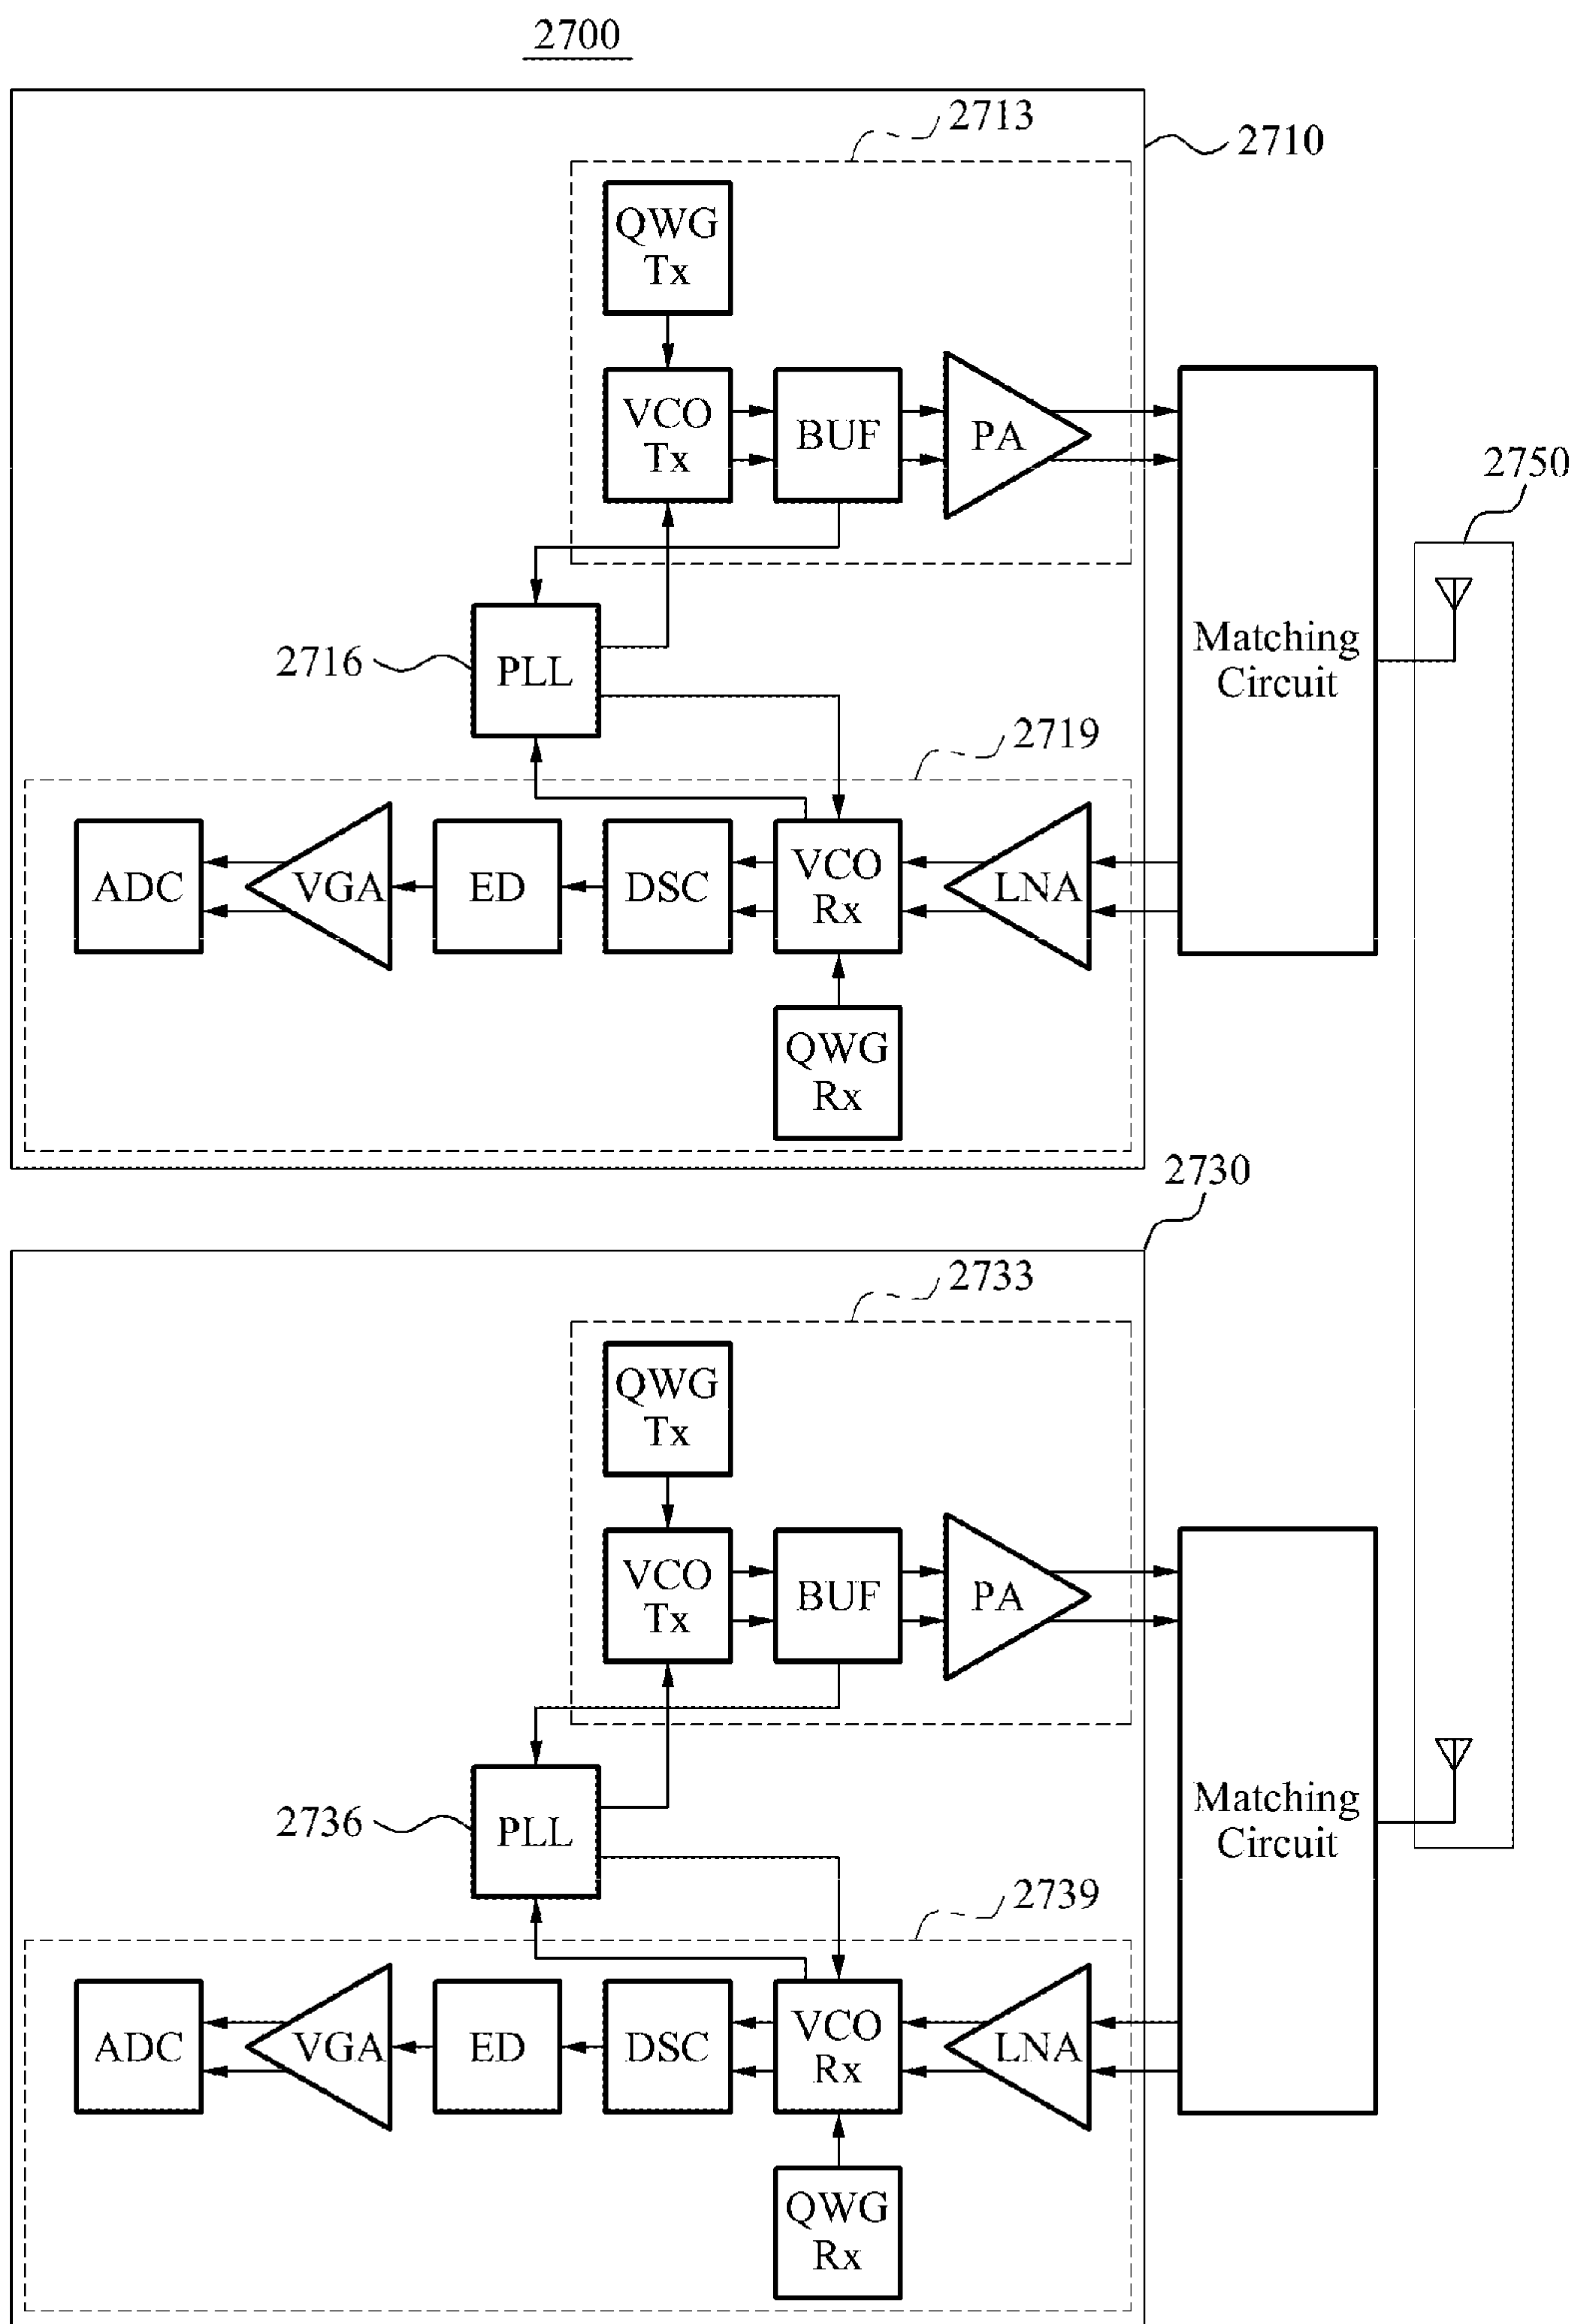 2700
2713
2710
QWG
Tx
VCO
Tx
BUF
PA
2750
2716
PLL
Matching
Circuit
2719
ADC
VGA
ED
DSC
VCO
Rx
LNA
QWG
Rx
2730
2733
QWG
Tx
VCO
Tx
BUF
PA
2736
PLL
Matching
Circuit
2739
ADC
VGA
ED
DSC
VCO
Rx
LNA
QWG
Rx